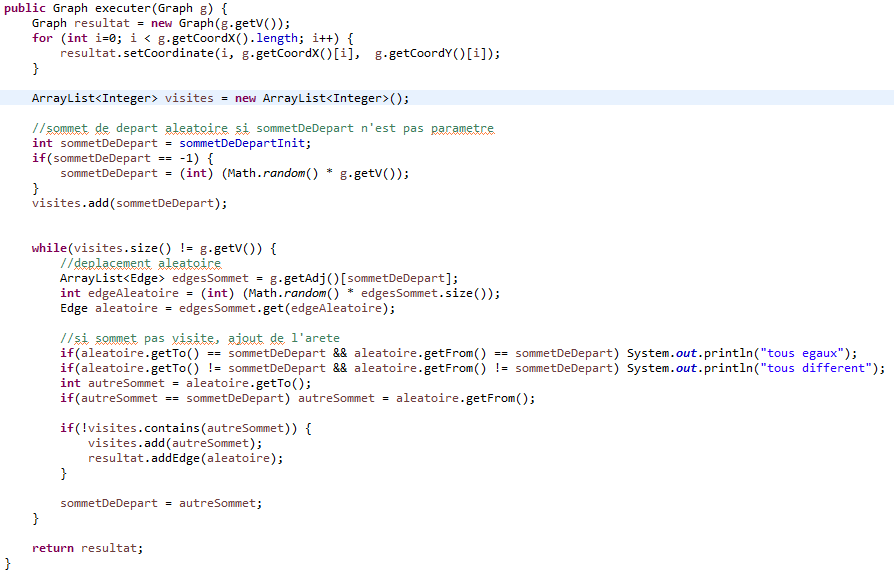 public Graph executer(Graph g) {
    Graph resultat = new Graph(g.getV());
    for (int i=0; i < g.getCoordX().length; i++) {
        resultat.setCoordinate(i, g.getCoordX()[i],  g.getCoordY()[i]);
    }

    ArrayList<Integer> visites = new ArrayList<Integer>();

    //sommet de depart aleatoire si sommetDeDepart n'est pas parametre
    int sommetDeDepart = sommetDeDepartInit;
    if(sommetDeDepart == -1) {
        sommetDeDepart = (int) (Math.random() * g.getV());
    }
    visites.add(sommetDeDepart);


    while(visites.size() != g.getV()) {
        //deplacement aleatoire
        ArrayList<Edge> edgesSommet = g.getAdj()[sommetDeDepart];
        int edgeAleatoire = (int) (Math.random() * edgesSommet.size());
        Edge aleatoire = edgesSommet.get(edgeAleatoire);

        //si sommet pas visite, ajout de l'arete
        if(aleatoire.getTo() == sommetDeDepart && aleatoire.getFrom() == sommetDeDepart) System.out.println("tous egaux");
        if(aleatoire.getTo() != sommetDeDepart && aleatoire.getFrom() != sommetDeDepart) System.out.println("tous different");
        int autreSommet = aleatoire.getTo();
        if(autreSommet == sommetDeDepart) autreSommet = aleatoire.getFrom();

        if(!visites.contains(autreSommet)) {
            visites.add(autreSommet);
            resultat.addEdge(aleatoire);
        }

        sommetDeDepart = autreSommet;
    }

    return resultat;
}